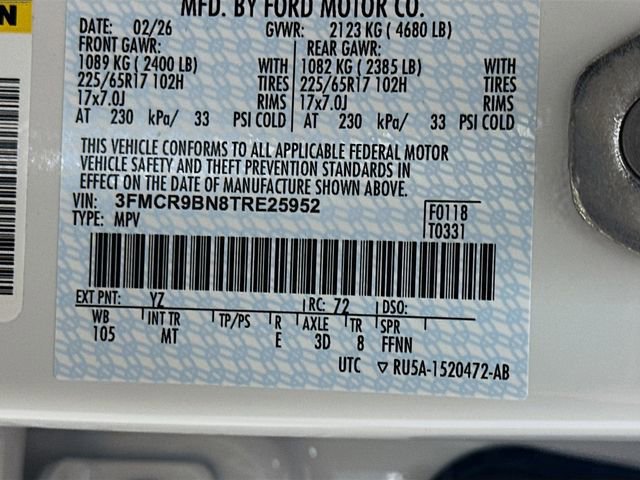 N
MFD. BY FORD MOTOR CO.
DATE: 02/26 GVWR: 2123 KG ( 4680 LB)
FRONT GAWR: REAR GAWR:
1089 KG ( 2400 LB) WITH 1082 KG ( 2385 LB) WITH
225/65R17 102H TIRES 225/65R17 102H TIRES
17x7.0J RIMS 17x7.0J RIMS
AT 230 kPa/ 33 PSI COLD AT 230 kPa/ 33 PSI COLD
THIS VEHICLE CONFORMS TO ALL APPLICABLE FEDERAL MOTOR
VEHICLE SAFETY AND THEFT PREVENTION STANDARDS IN
EFFECT ON THE DATE OF MANUFACTURE SHOWN ABOVE.
VIN: 3FMCR9BN8TRE25952 F0118
TYPE: MPV T0331
EXT PNT: YZ RC: 72 DSO:
WB INT TR TP/PS R AXLE TR SPR
105 MT E 3D 8 FFNN
UTC ▽ RU5A-1520472-AB